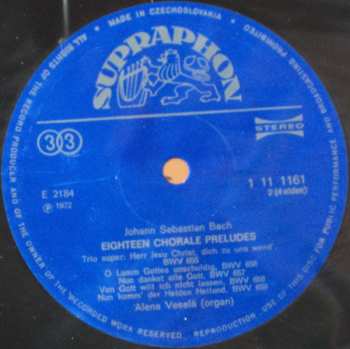 MADE IN CZECHOSLOVAKIA • UNAUTHORIZED PUBLIC PERFORMANCE AND BROADCASTING PROHIBITED
ALL RIGHTS OF THE RECORD PRODUCER AND OF THE OWNER OF THE RECORDED WORK RESERVED. REPRODUCTION OR USE OF THIS DISC FOR
SUPRAPHON
33
STEREO
E 2184
Ⓟ 1972
1 11 1161
Johann Sebastian Bach
EIGHTEEN CHORALE PRELUDES
Trio super: Herr Jesu Christ, dich zu uns wend'
BWV 655
O Lamm Gottes unschuldig, BWV 656
Nun danket alle Gott, BWV 657
Von Gott will ich nicht lassen, BWV 658
Nun komm' der Heiden Heiland, BWV 659
Alena Veselá (organ)